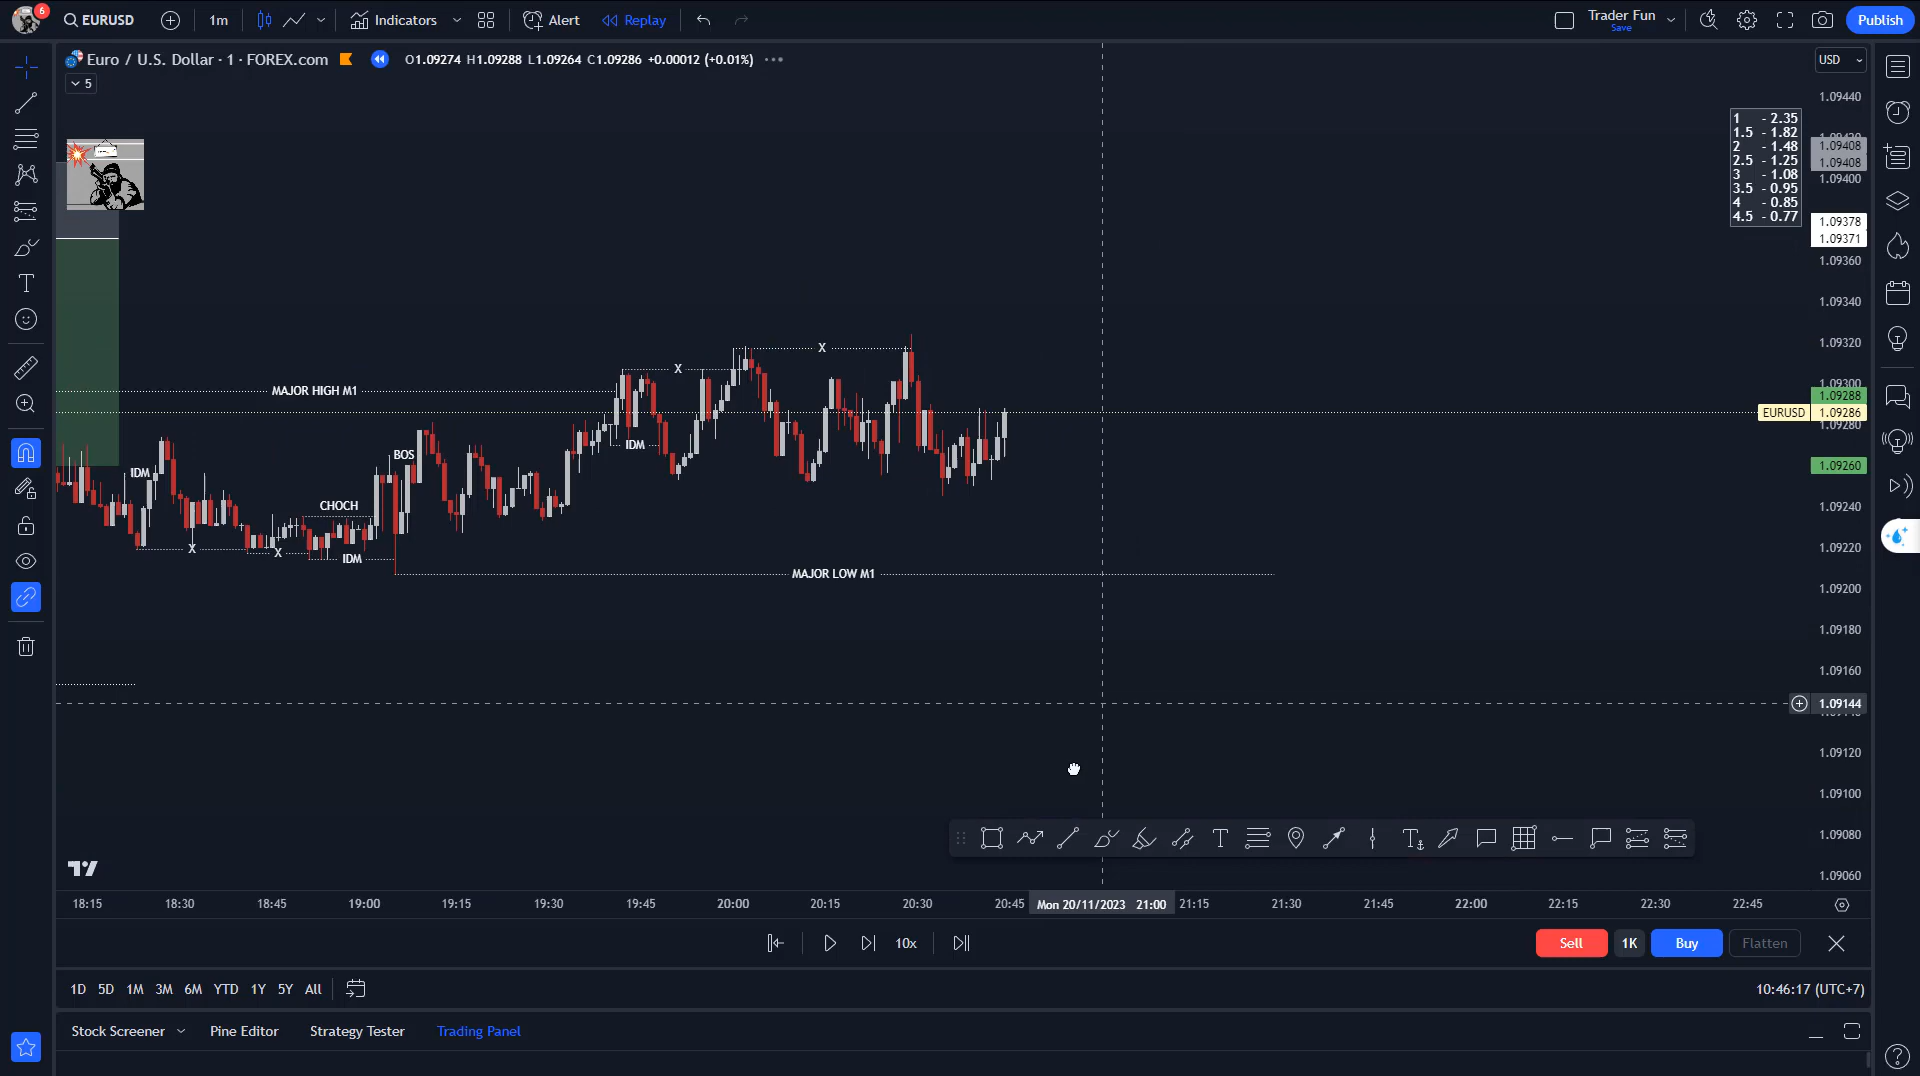 6
EURUSD
1m
Indicators
Alert
Replay
Trader Fun
Save
Publish
Euro / U.S. Dollar · 1 · FOREX.com
O1.09274 H1.09288 L1.09264 C1.09286 +0.00012 (+0.01%)
USD
5
1.09440
1 - 2.35
1.5 - 1.82
2 - 1.48
2.5 - 1.25
3 - 1.08
3.5 - 0.95
4 - 0.85
4.5 - 0.77
1.09408
1.09408
1.09400
1.09378
1.09371
1.09360
1.09340
1.09320
1.09300
1.09288
EURUSD 1.09286
1.09280
1.09260
1.09240
1.09220
1.09200
1.09180
1.09160
1.09144
1.09120
1.09100
1.09080
1.09060
X
X
MAJOR HIGH M1
IDM
BOS
IDM
CHOCH
X
X
IDM
MAJOR LOW M1
18:15 18:30 18:45 19:00 19:15 19:30 19:45 20:00 20:15 20:30 20:45 Mon 20/11/2023 21:00 21:15 21:30 21:45 22:00 22:15 22:30 22:45
10x
Sell 1K Buy Flatten
1D 5D 1M 3M 6M YTD 1Y 5Y All
10:46:17 (UTC+7)
Stock Screener Pine Editor Strategy Tester Trading Panel